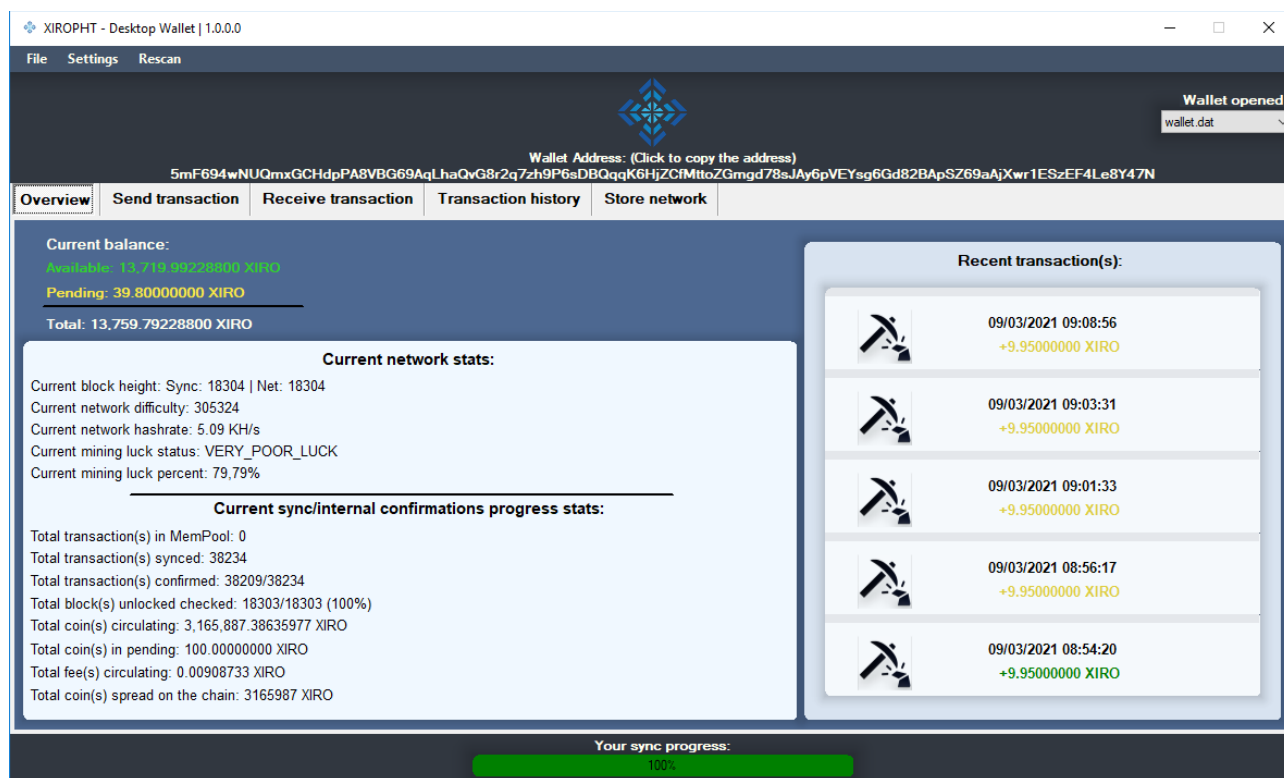 XIROPHT - Desktop Wallet | 1.0.0.0
File Settings Rescan
Wallet opened
wallet.dat
Wallet Address: (Click to copy the address)
5mF694wNUQmxGCHdpPA8VBG69AqLhaQvG8r2q7zh9P6sDBQqqK6HjZCfMttoZGmgd78sJAy6pVEYsg6Gd82BApSZ69aAjXwr1ESzEF4Le8Y47N
Overview Send transaction Receive transaction Transaction history Store network
Current balance:
Available: 13,719.99228800 XIRO
Pending: 39.80000000 XIRO
Total: 13,759.79228800 XIRO
Current network stats:
Current block height: Sync: 18304 | Net: 18304
Current network difficulty: 305324
Current network hashrate: 5.09 KH/s
Current mining luck status: VERY_POOR_LUCK
Current mining luck percent: 79,79%
Current sync/internal confirmations progress stats:
Total transaction(s) in MemPool: 0
Total transaction(s) synced: 38234
Total transaction(s) confirmed: 38209/38234
Total block(s) unlocked checked: 18303/18303 (100%)
Total coin(s) circulating: 3,165,887.38635977 XIRO
Total coin(s) in pending: 100.00000000 XIRO
Total fee(s) circulating: 0.00908733 XIRO
Total coin(s) spread on the chain: 3165987 XIRO
Recent transaction(s):
09/03/2021 09:08:56
+9.95000000 XIRO
09/03/2021 09:03:31
+9.95000000 XIRO
09/03/2021 09:01:33
+9.95000000 XIRO
09/03/2021 08:56:17
+9.95000000 XIRO
09/03/2021 08:54:20
+9.95000000 XIRO
Your sync progress:
100%